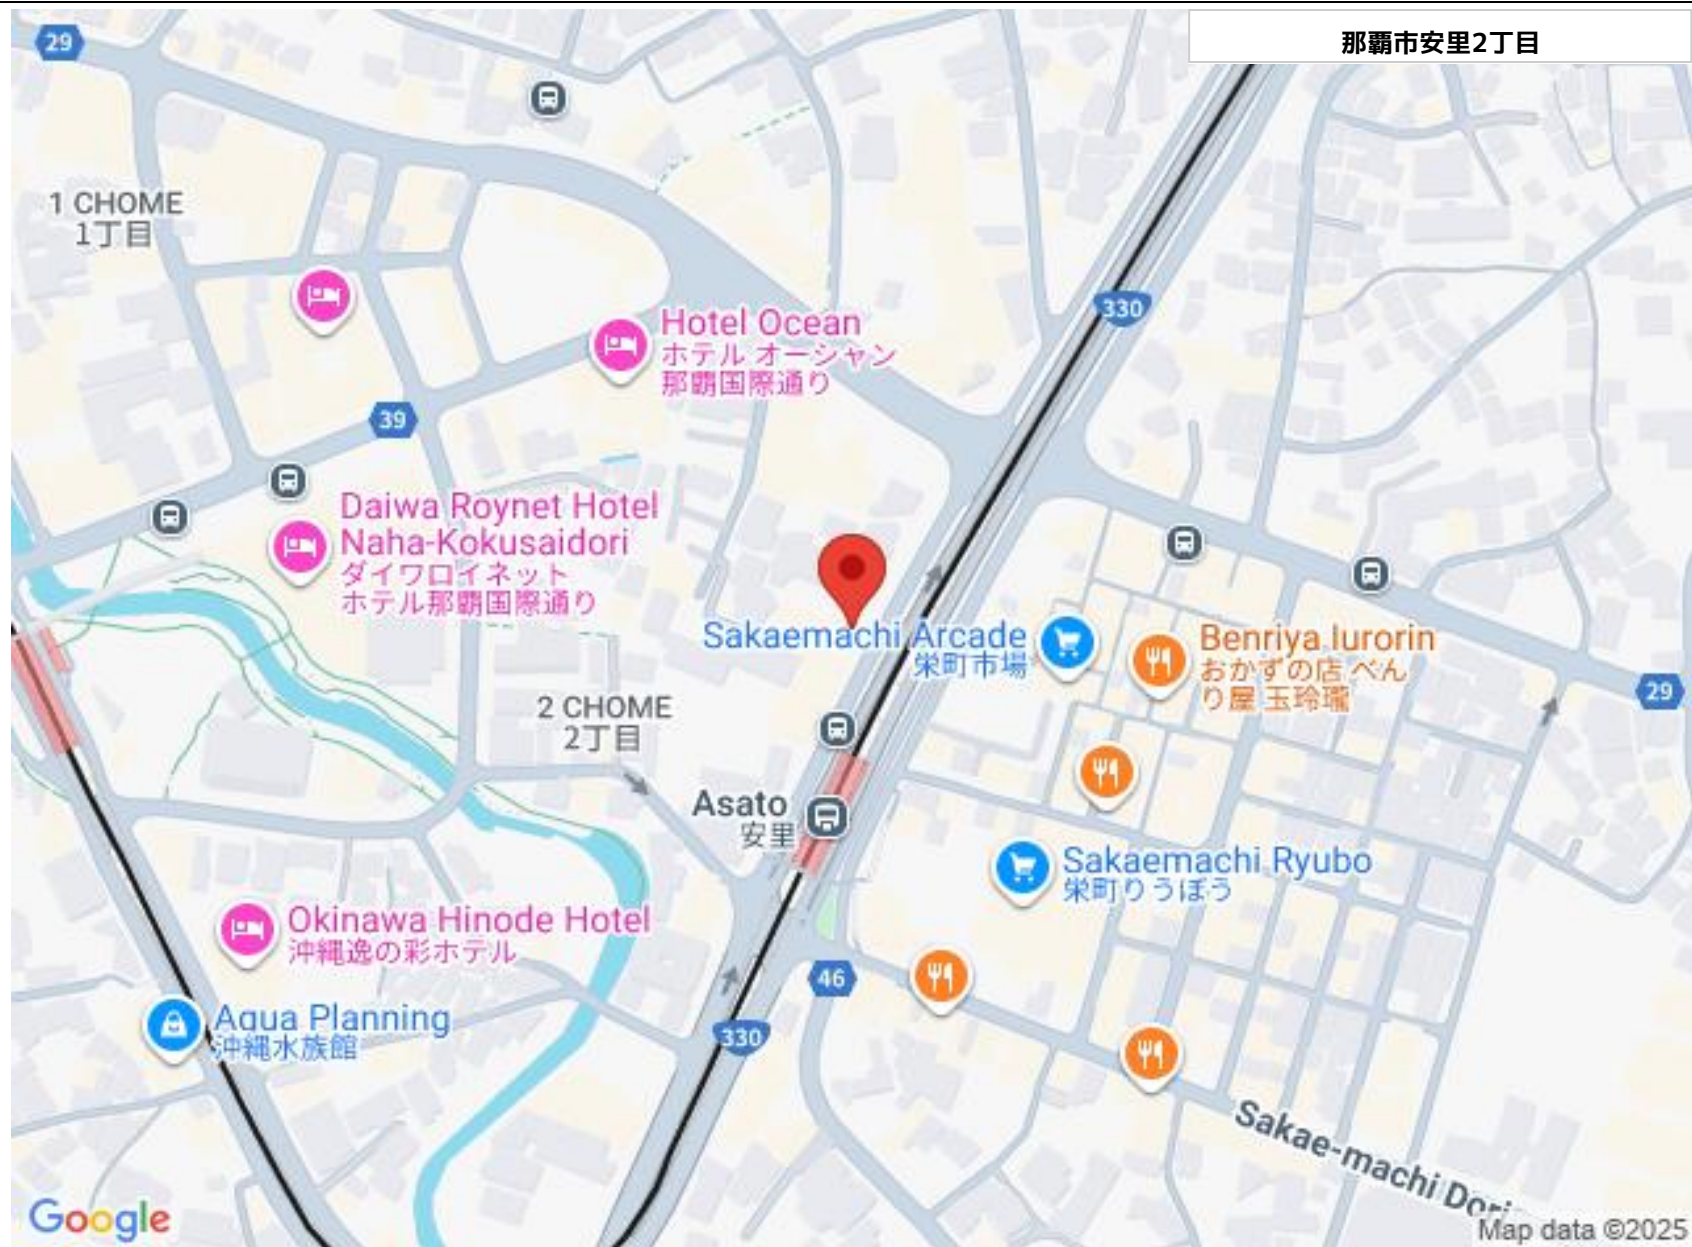 那覇市安里2丁目
29
1 CHOME
1丁目
330
Hotel Ocean
ホテル オーシャン
那覇国際通り
39
Daiwa Roynet Hotel
Naha-Kokusaidori
ダイワロイネット
ホテル那覇国際通り
Sakaemachi Arcade
栄町市場
Benriya Iurorin
おかずの店 べん
り屋 玉玲瓏
29
2 CHOME
2丁目
Asato
安里
Sakaemachi Ryubo
栄町りうぼう
Okinawa Hinode Hotel
沖縄逸の彩ホテル
46
Aqua Planning
沖縄水族館
330
Sakae-machi Dori
Google
Map data ©2025